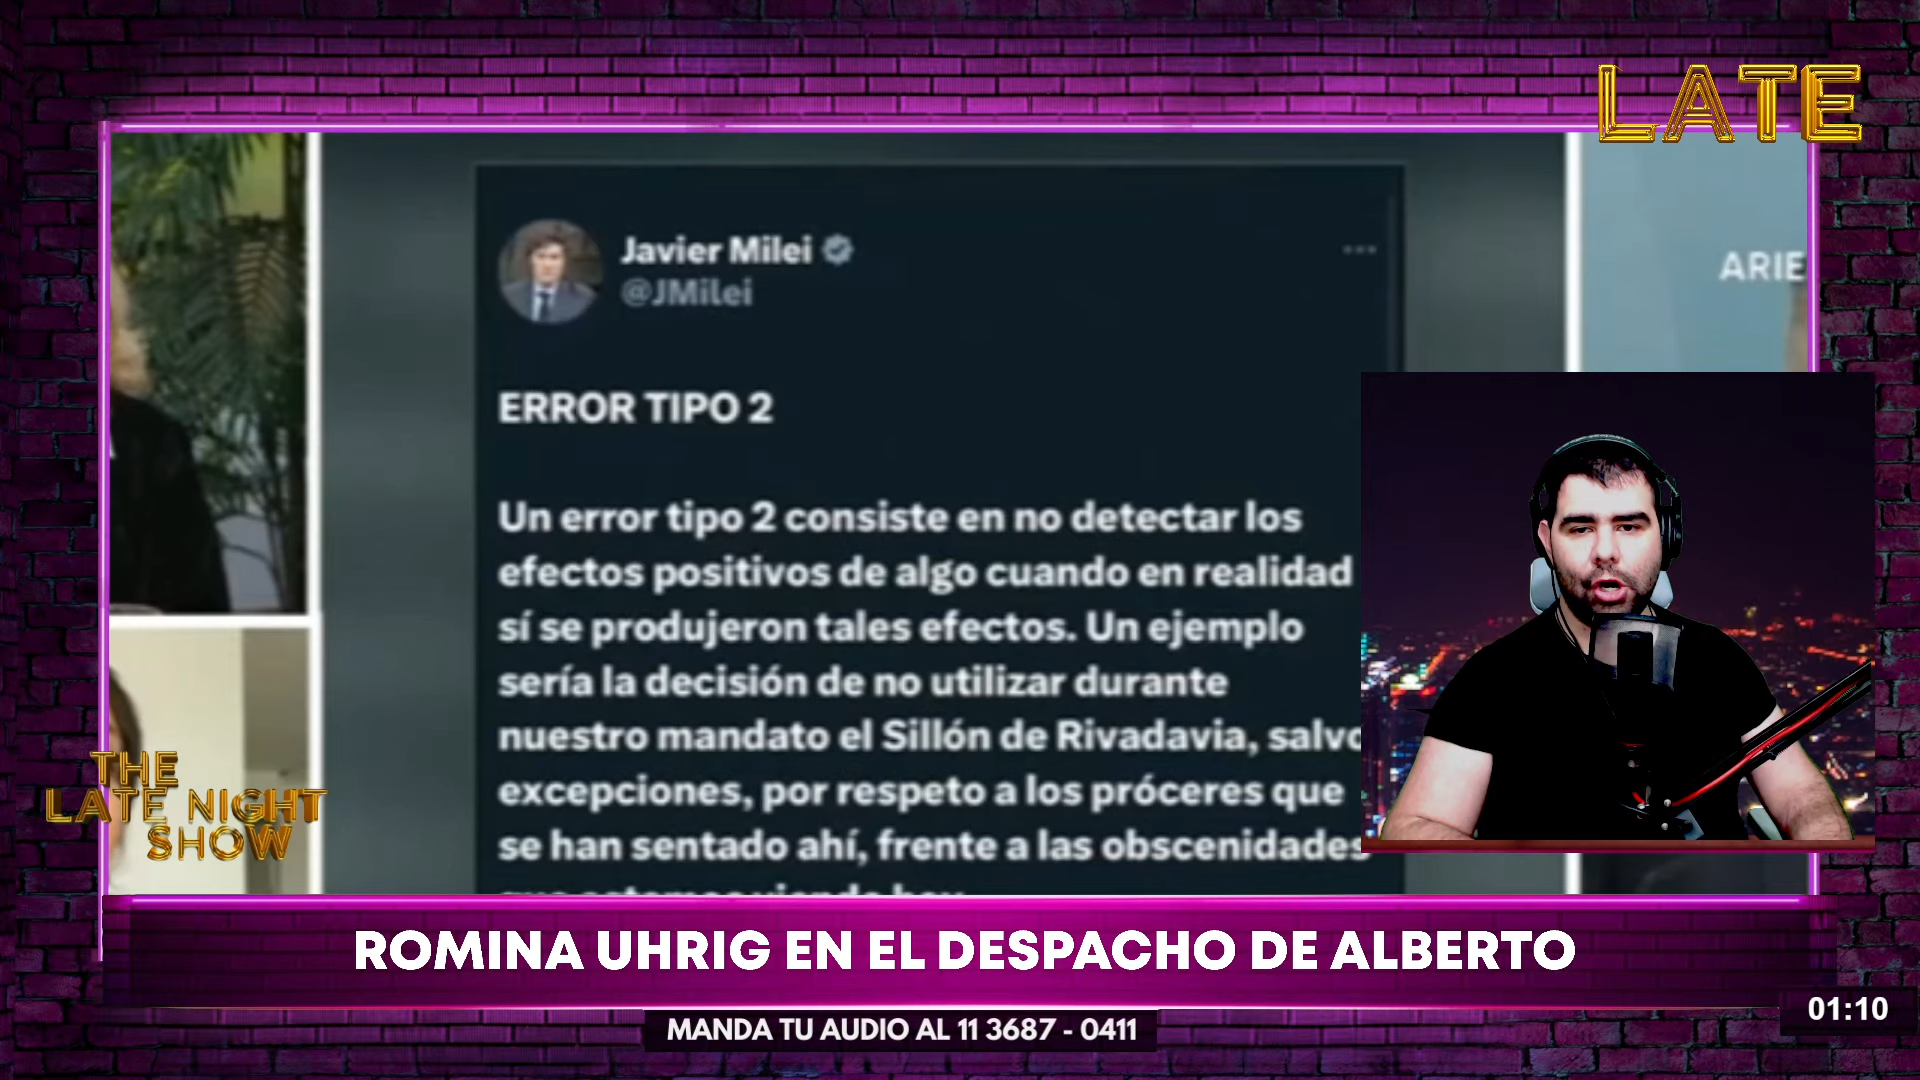 LATE
Javier Milei
@JMilei
ARIE
ERROR TIPO 2
Un error tipo 2 consiste en no detectar los
efectos positivos de algo cuando en realidad
sí se produjeron tales efectos. Un ejemplo
sería la decisión de no utilizar durante
nuestro mandato el Sillón de Rivadavia, salvo
excepciones, por respeto a los próceres que
se han sentado ahí, frente a las obscenidades
THE
LATE NIGHT
SHOW
ROMINA UHRIG EN EL DESPACHO DE ALBERTO
01:10
MANDA TU AUDIO AL 11 3687 - 0411